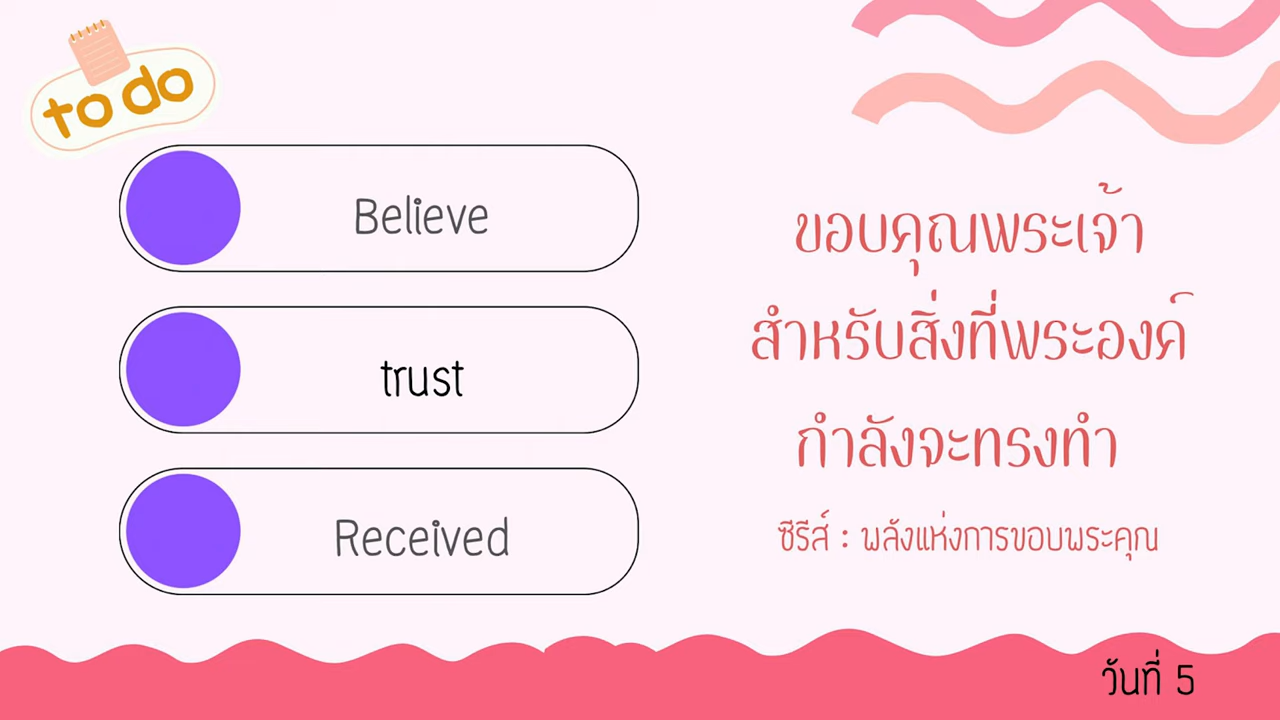 to do
Believe
trust
Received
ขอบคุณพระเจ้า
สำหรับสิ่งที่พระองค์
กำลังจะทรงทำ
ซีรีส์ : พลังแห่งการขอบพระคุณ
วันที่ 5